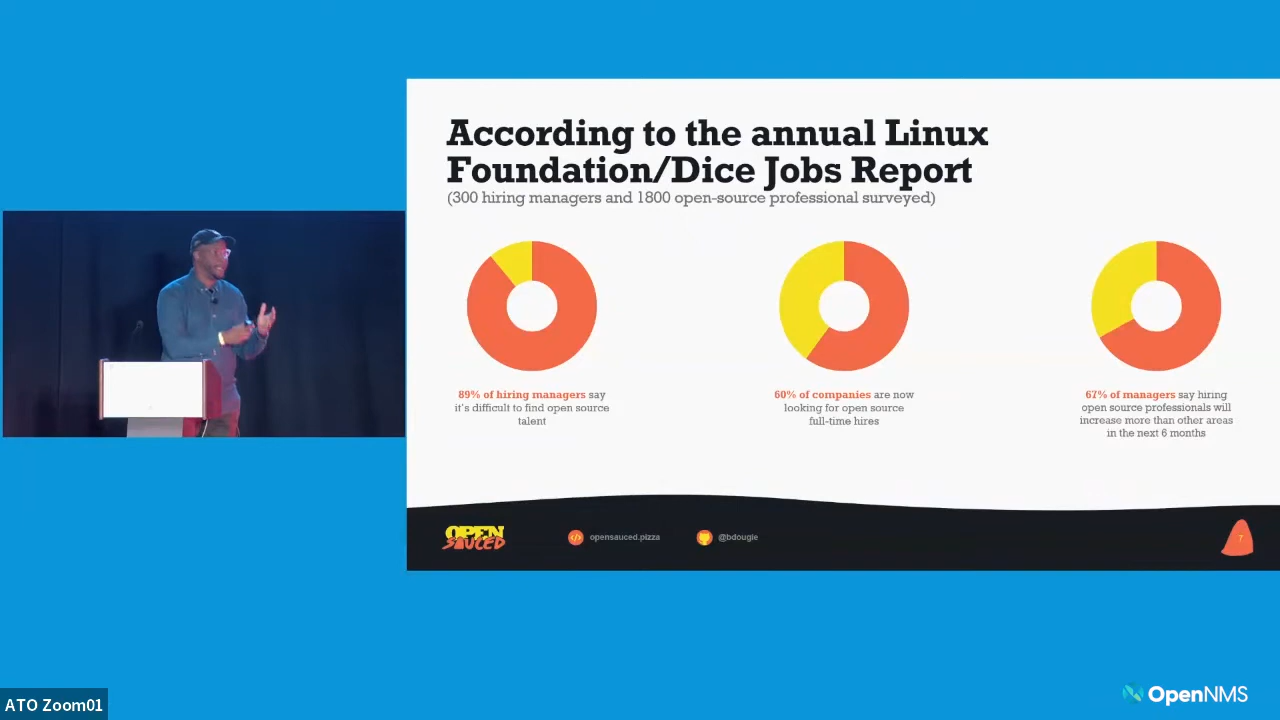 According to the annual Linux
Foundation/Dice Jobs Report
(300 hiring managers and 1800 open-source professional surveyed)
89% of hiring managers say
it's difficult to find open source
talent
60% of companies are now
looking for open source
full-time hires
67% of managers say hiring
open source professionals will
increase more than other areas
in the next 6 months
OPEN
SAUCED
opensauced.pizza
@bdougie
7
ATO Zoom01
OpenNMS